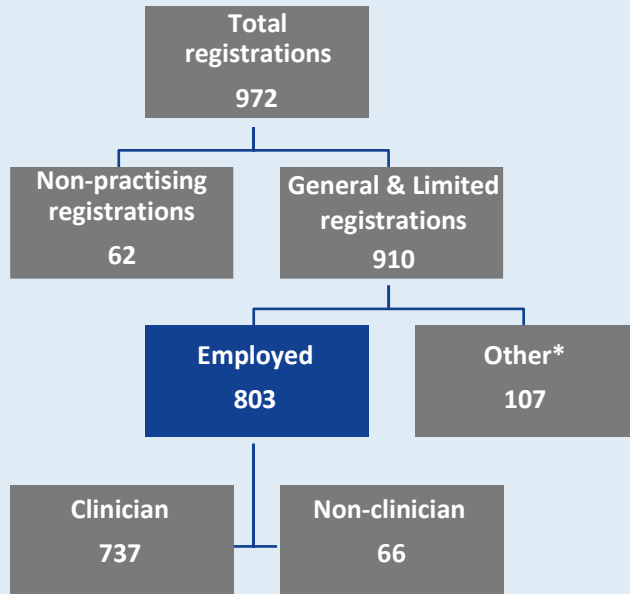 Total
registrations
972
Non-practising
registrations
62
General & Limited
registrations
910
Employed
803
Other*
107
Clinician
737
Non-clinician
66